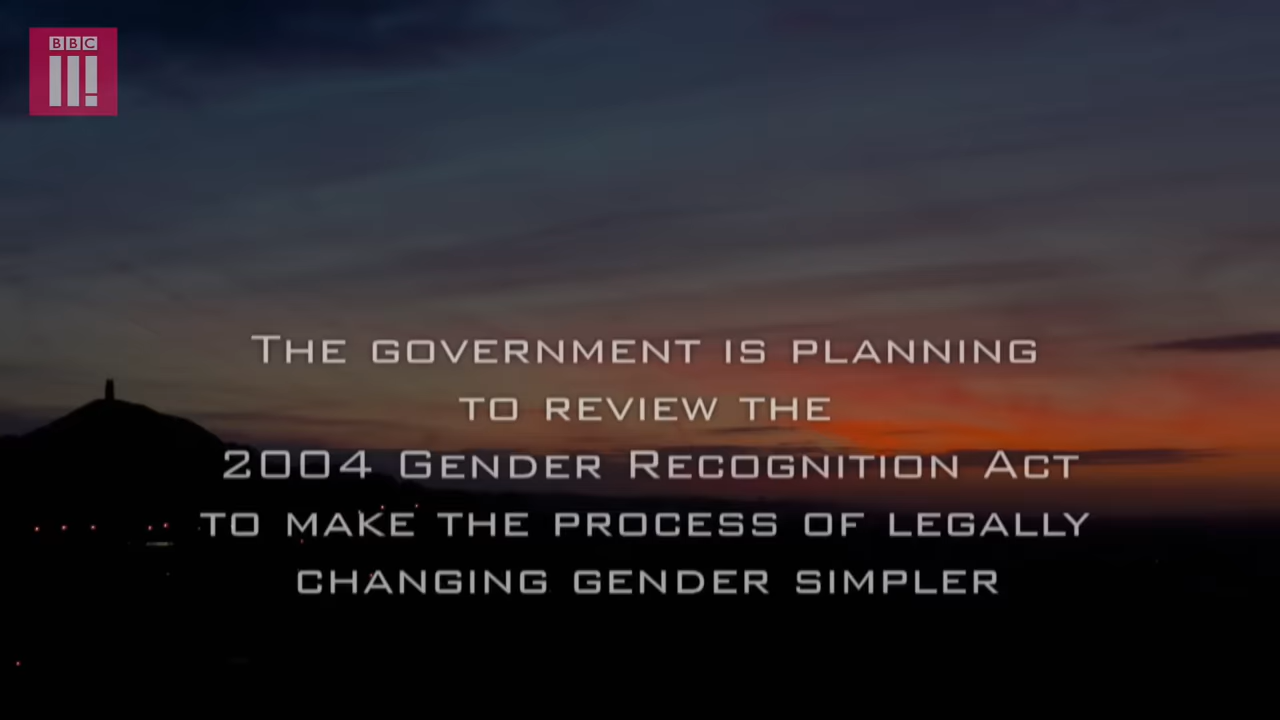 BBC
III!
The government is planning
to review the
2004 Gender Recognition Act
to make the process of legally
changing gender simpler